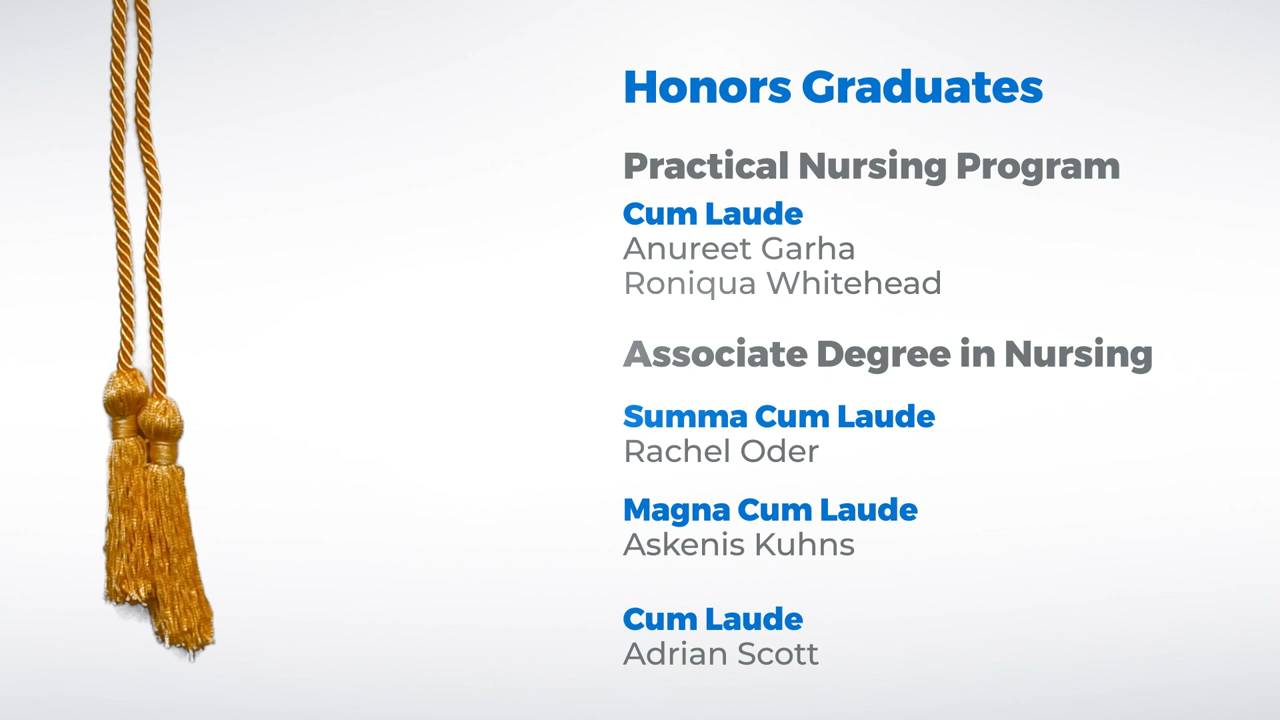 Honors Graduates
Practical Nursing Program
Cum Laude
Anureet Garha
Roniqua Whitehead
Associate Degree in Nursing
Summa Cum Laude
Rachel Oder
Magna Cum Laude
Askenis Kuhns
Cum Laude
Adrian Scott